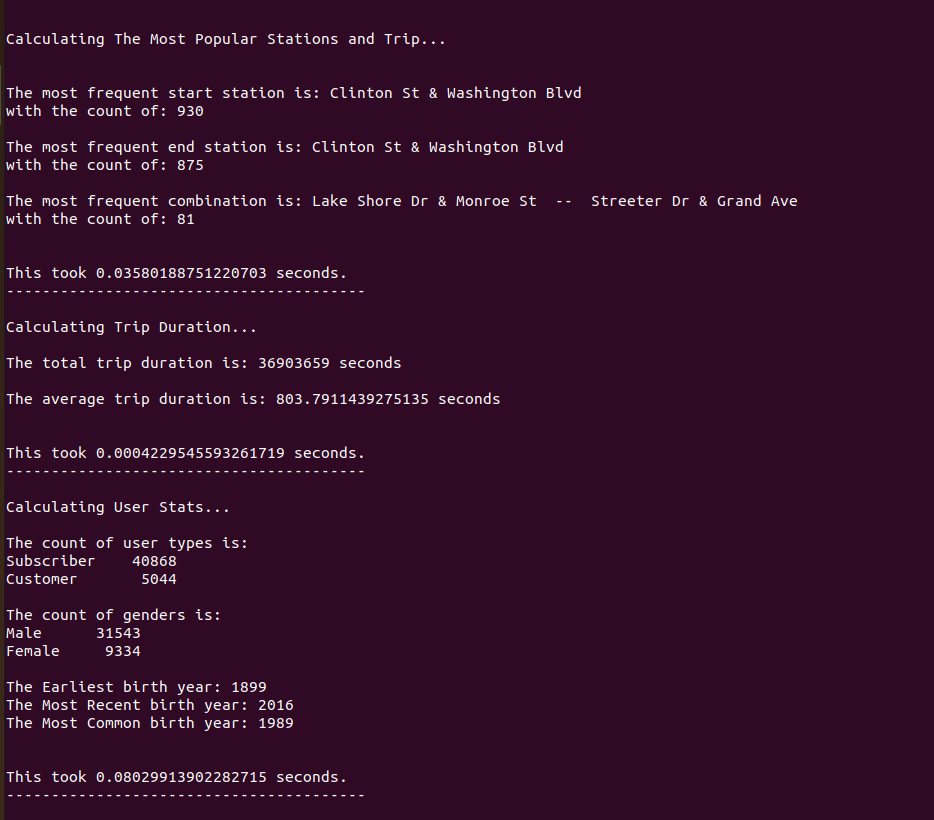 Calculating The Most Popular Stations and Trip...
The most frequent start station is: Clinton St & Washington Blvd
with the count of: 930
The most frequent end station is: Clinton St & Washington Blvd
with the count of: 875
The most frequent combination is: Lake Shore Dr & Monroe St  --  Streeter Dr & Grand Ave
with the count of: 81
This took 0.03580188751220703 seconds.
----------------------------------------
Calculating Trip Duration...
The total trip duration is: 36903659 seconds
The average trip duration is: 803.7911439275135 seconds
This took 0.0004229545593261719 seconds.
----------------------------------------
Calculating User Stats...
The count of user types is:
Subscriber    40868
Customer       5044
The count of genders is:
Male      31543
Female     9334
The Earliest birth year: 1899
The Most Recent birth year: 2016
The Most Common birth year: 1989
This took 0.08029913902282715 seconds.
----------------------------------------